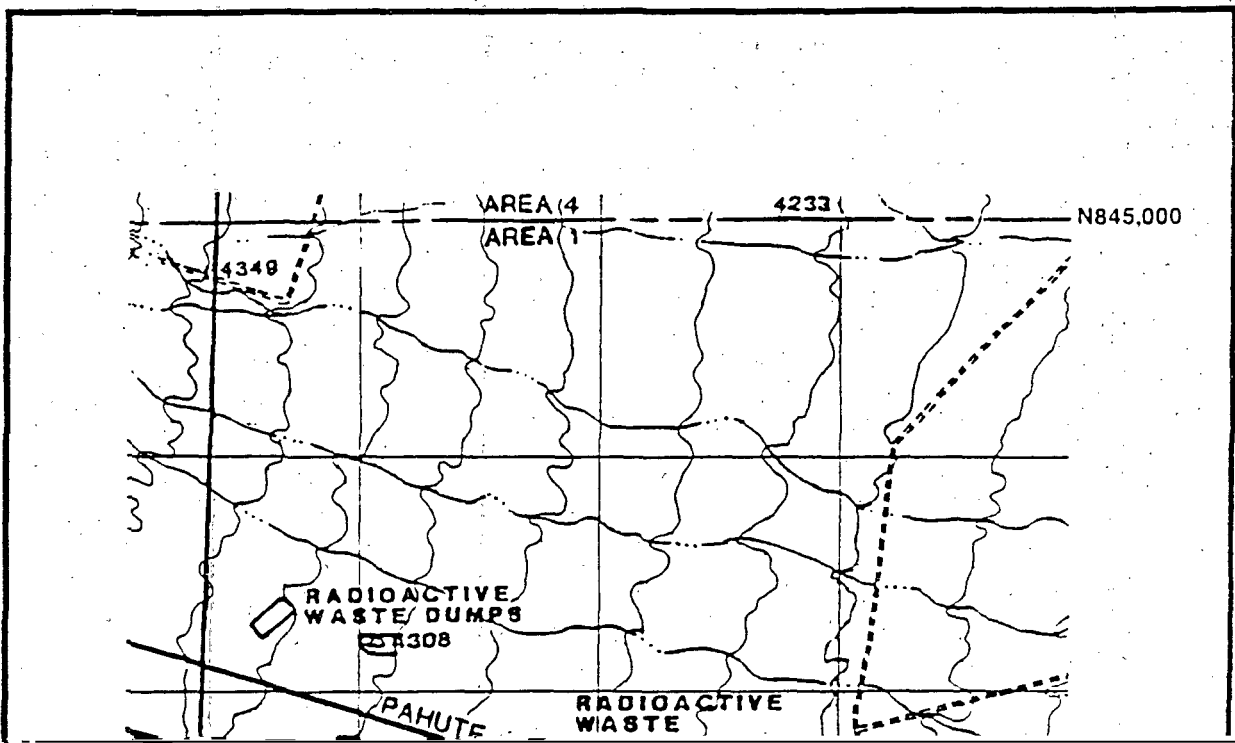 AREA 4
4233
N845,000
AREA 1
4349
RADIOACTIVE
WASTE DUMPS
4308
RADIOACTIVE
WASTE
PAHUTE